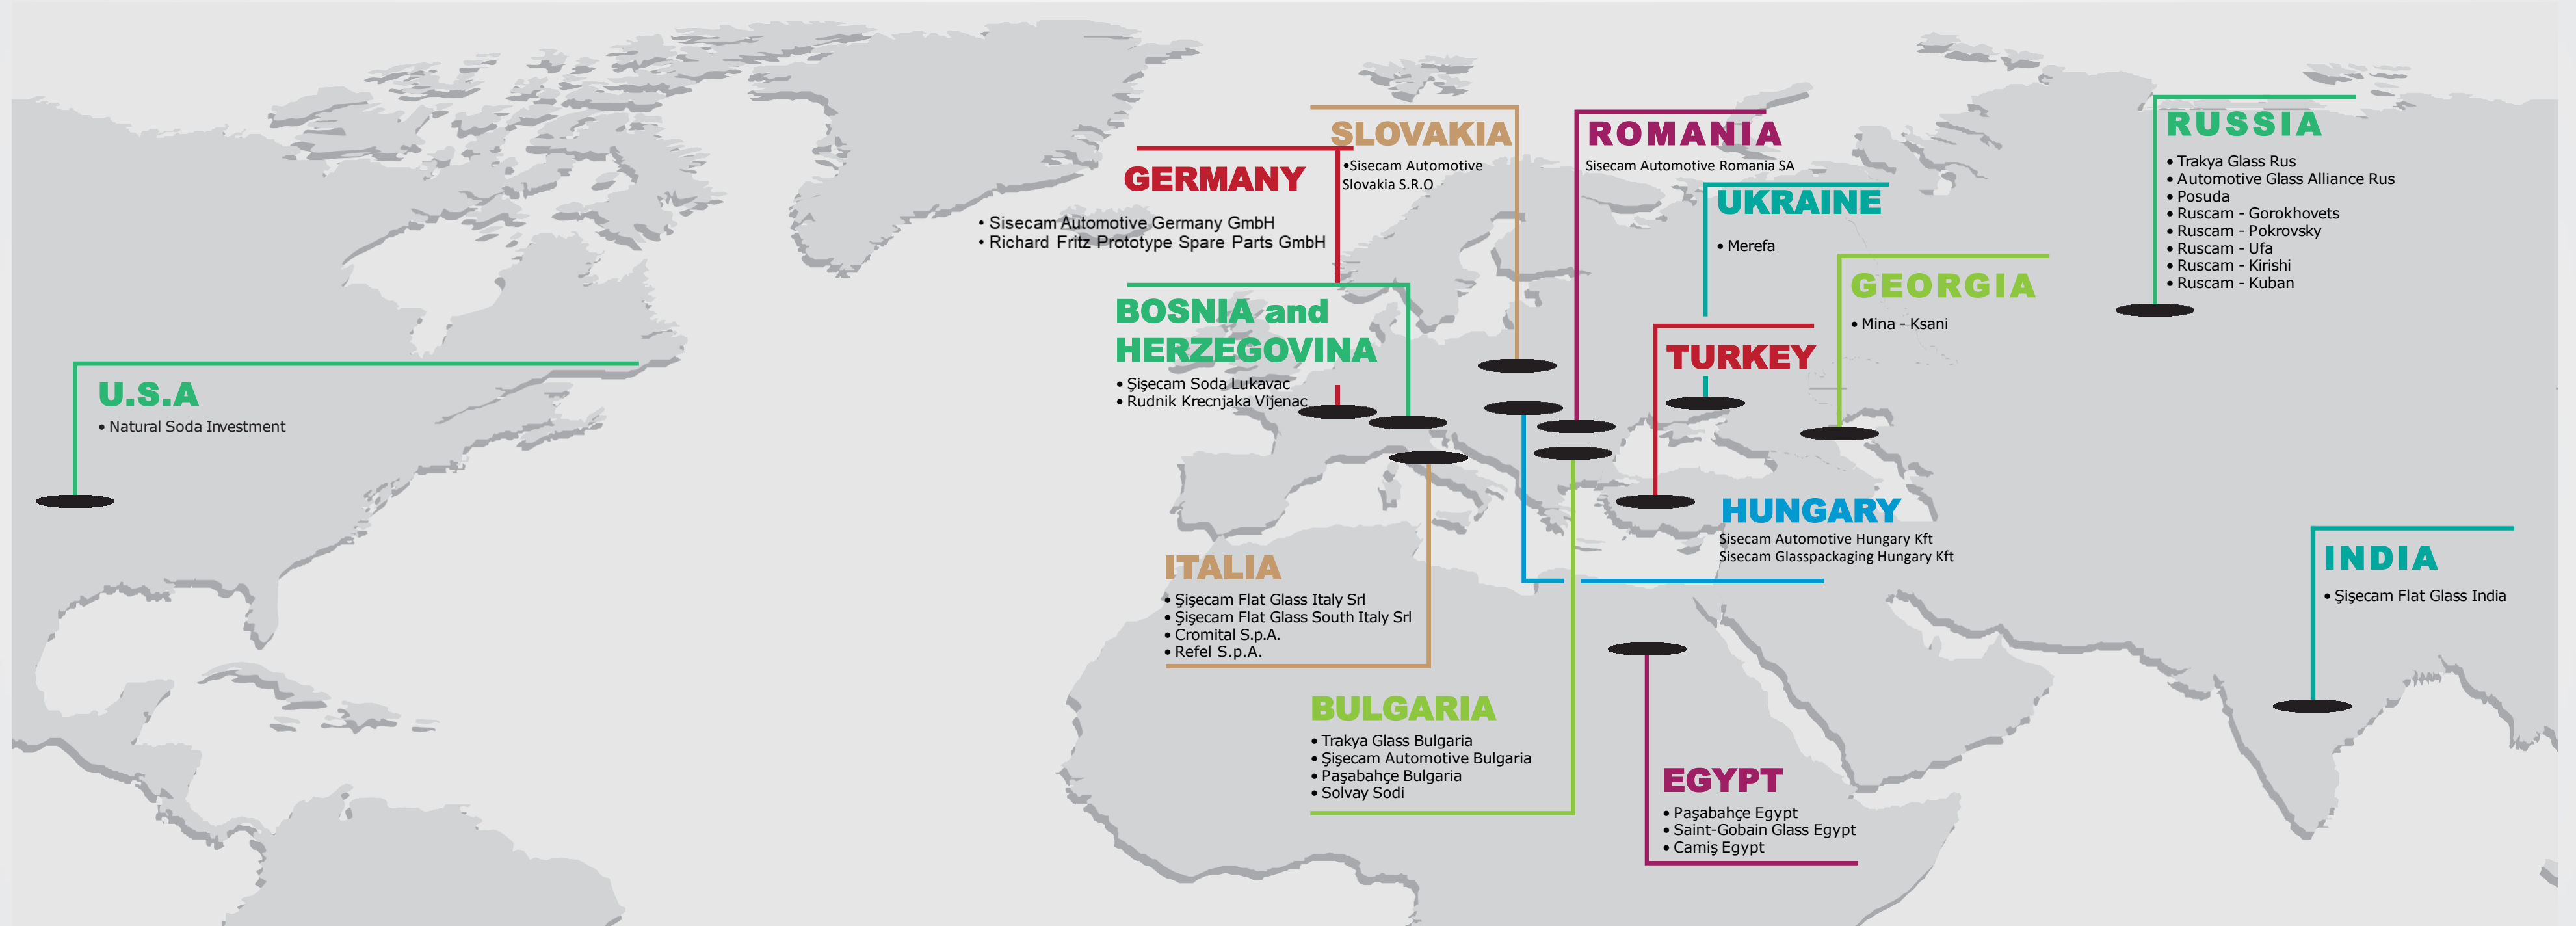 SLOVAKIA
•Sisecam Automotive
Slovakia S.R.O
ROMANIA
Sisecam Automotive Romania SA
RUSSIA
• Trakya Glass Rus
• Automotive Glass Alliance Rus
• Posuda
• Ruscam - Gorokhovets
• Ruscam - Pokrovsky
• Ruscam - Ufa
• Ruscam - Kirishi
• Ruscam - Kuban
GERMANY
• Sisecam Automotive Germany GmbH
• Richard Fritz Prototype Spare Parts GmbH
UKRAINE
• Merefa
GEORGIA
• Mina - Ksani
BOSNIA and
HERZEGOVINA
• Şişecam Soda Lukavac
• Rudnik Krecnjaka Vijenac
TURKEY
U.S.A
• Natural Soda Investment
HUNGARY
Sisecam Automotive Hungary Kft
Sisecam Glasspackaging Hungary Kft
ITALIA
• Şişecam Flat Glass Italy Srl
• Şişecam Flat Glass South Italy Srl
• Cromital S.p.A.
• Refel S.p.A.
INDIA
• Şişecam Flat Glass India
BULGARIA
• Trakya Glass Bulgaria
• Şişecam Automotive Bulgaria
• Paşabahçe Bulgaria
• Solvay Sodi
EGYPT
• Paşabahçe Egypt
• Saint-Gobain Glass Egypt
• Camiş Egypt